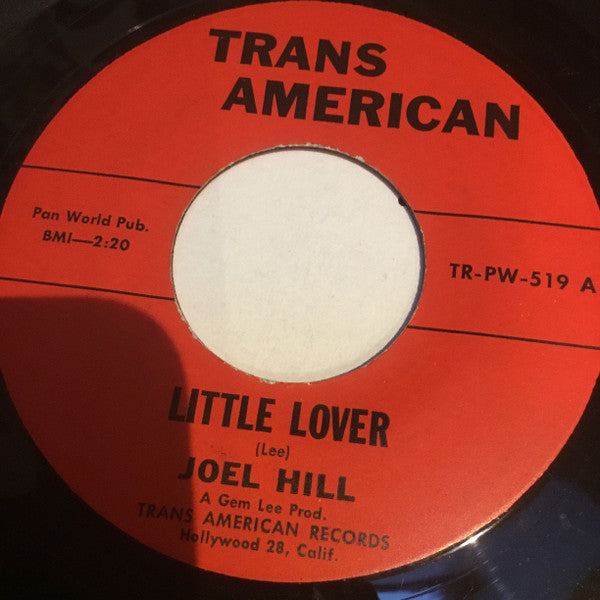 TRANS
AMERICAN
Pan World Pub.
BMI—2:20
TR-PW-519 A
LITTLE LOVER
(Lee)
JOEL HILL
A Gem Lee Prod.
TRANS AMERICAN RECORDS
Hollywood 28, Calif.